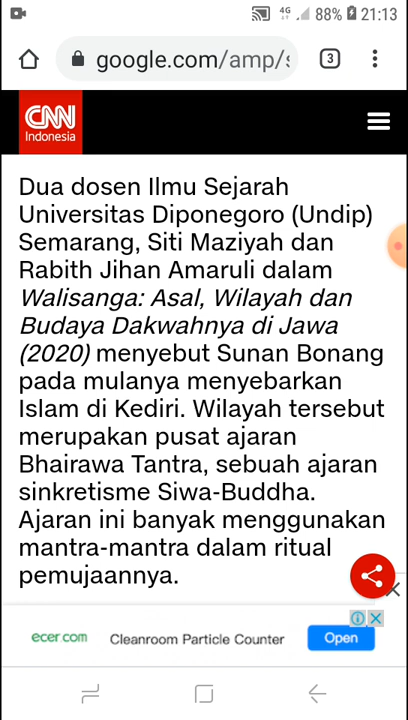 4G 88% 21:13
google.com/amp/s
3
CNN
Indonesia
Dua dosen Ilmu Sejarah
Universitas Diponegoro (Undip)
Semarang, Siti Maziyah dan
Rabith Jihan Amaruli dalam
Walisanga: Asal, Wilayah dan
Budaya Dakwahnya di Jawa
(2020) menyebut Sunan Bonang
pada mulanya menyebarkan
Islam di Kediri. Wilayah tersebut
merupakan pusat ajaran
Bhairawa Tantra, sebuah ajaran
sinkretisme Siwa-Buddha.
Ajaran ini banyak menggunakan
mantra-mantra dalam ritual
pemujaannya.
ecer com Cleanroom Particle Counter Open